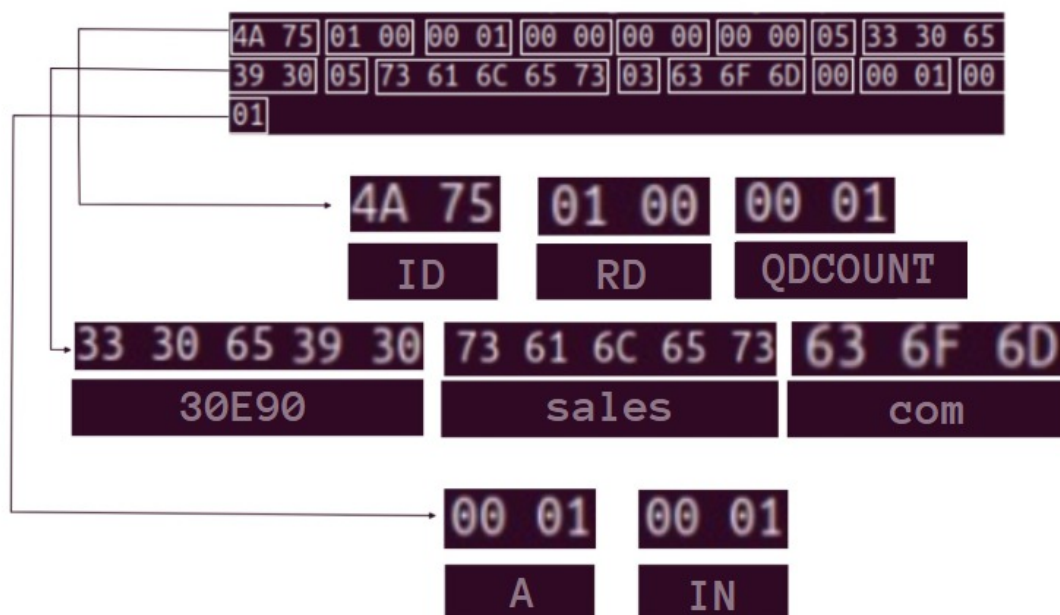 4A 75 01 00 00 01 00 00 00 00 00 00 05 33 30 65
39 30 05 73 61 6C 65 73 03 63 6F 6D 00 00 01 00
01
4A 75 01 00 00 01
ID RD QDCOUNT
33 30 65 39 30 73 61 6C 65 73 63 6F 6D
30E90 sales com
00 01 00 01
A IN